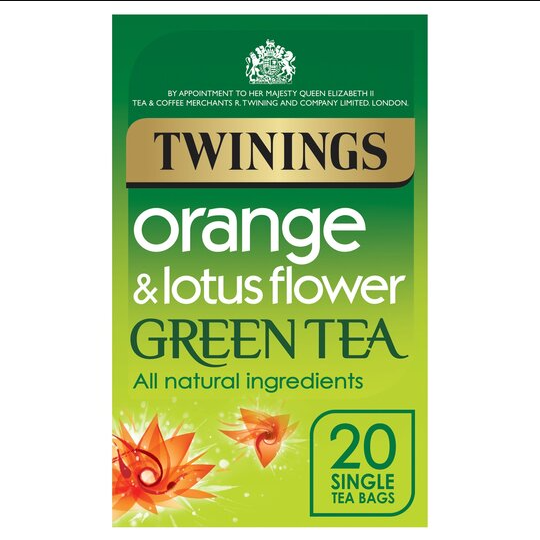 BY APPOINTMENT TO HER MAJESTY QUEEN ELIZABETH II
TEA & COFFEE MERCHANTS R. TWINING AND COMPANY LIMITED. LONDON.
TWININGS
orange
& lotus flower
GREEN TEA
All natural ingredients
20
SINGLE
TEA BAGS